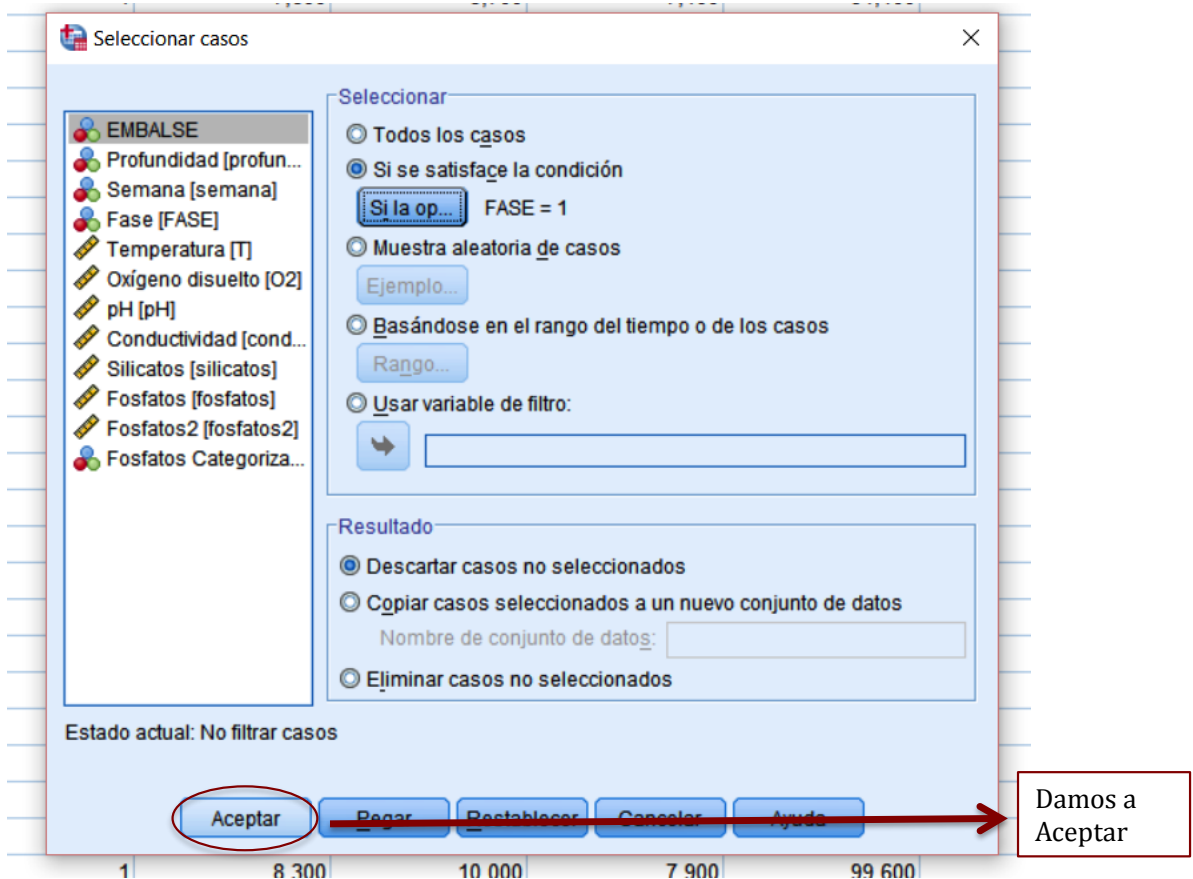 Seleccionar casos
EMBALSE
Profundidad [profun...
Semana [semana]
Fase [FASE]
Temperatura [T]
Oxígeno disuelto [O2]
pH [pH]
Conductividad [cond...
Silicatos [silicatos]
Fosfatos [fosfatos]
Fosfatos2 [fosfatos2]
Fosfatos Categoriza...
Seleccionar
Todos los casos
Si se satisface la condición
Si la op... FASE = 1
Muestra aleatoria de casos
Ejemplo...
Basándose en el rango del tiempo o de los casos
Rango...
Usar variable de filtro:
Resultado
Descartar casos no seleccionados
Copiar casos seleccionados a un nuevo conjunto de datos
Nombre de conjunto de datos:
Eliminar casos no seleccionados
Estado actual: No filtrar casos
Aceptar Pegar Restablecer Cancelar Ayuda
Damos a
Aceptar
1 8,300 10,000 7,900 99,600